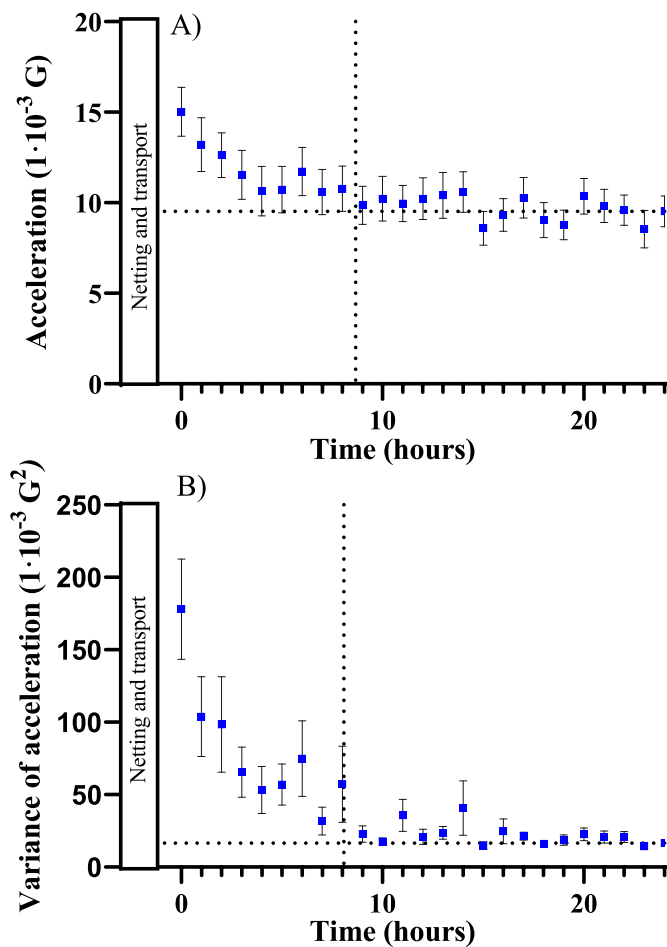 A)
20
15
10
5
0
Acceleration (1·10⁻³ G)
Netting and transport
0 10 20
Time (hours)
B)
250
200
150
100
50
0
Variance of acceleration (1·10⁻³ G²)
Netting and transport
0 10 20
Time (hours)